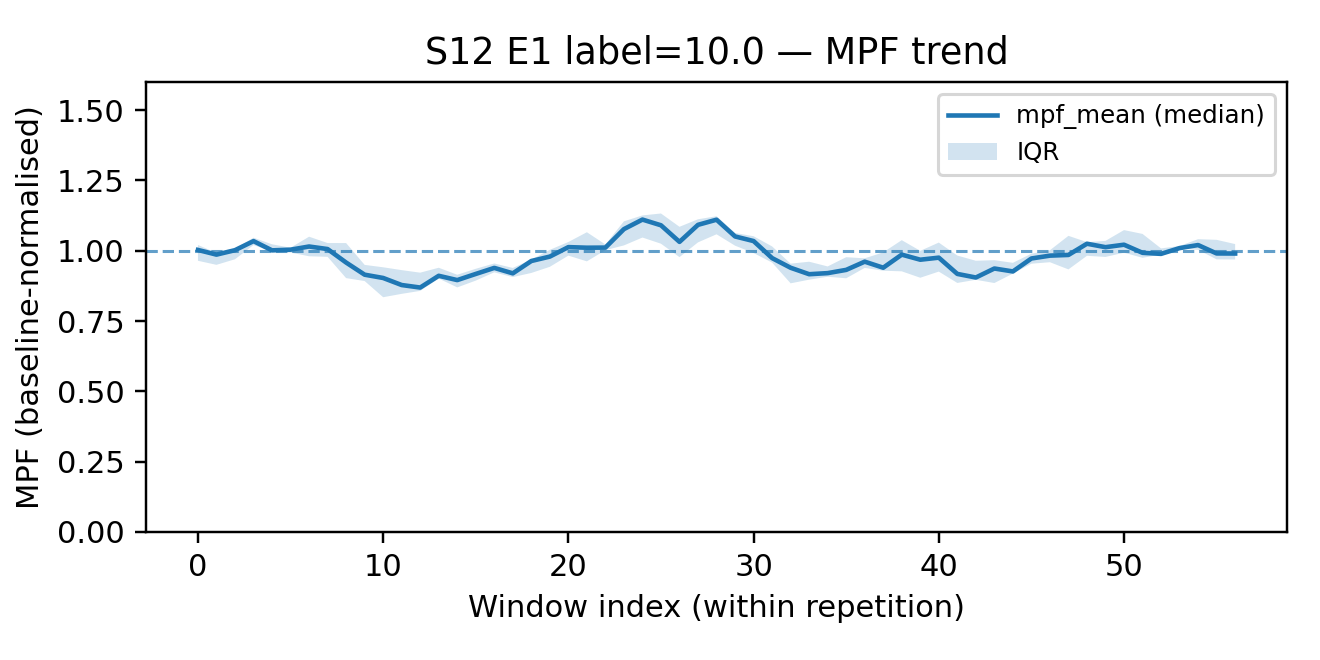 S12 E1 label=10.0 — MPF trend
mpf_mean (median)
IQR
MPF (baseline-normalised)
1.50
1.25
1.00
0.75
0.50
0.25
0.00
0 10 20 30 40 50
Window index (within repetition)